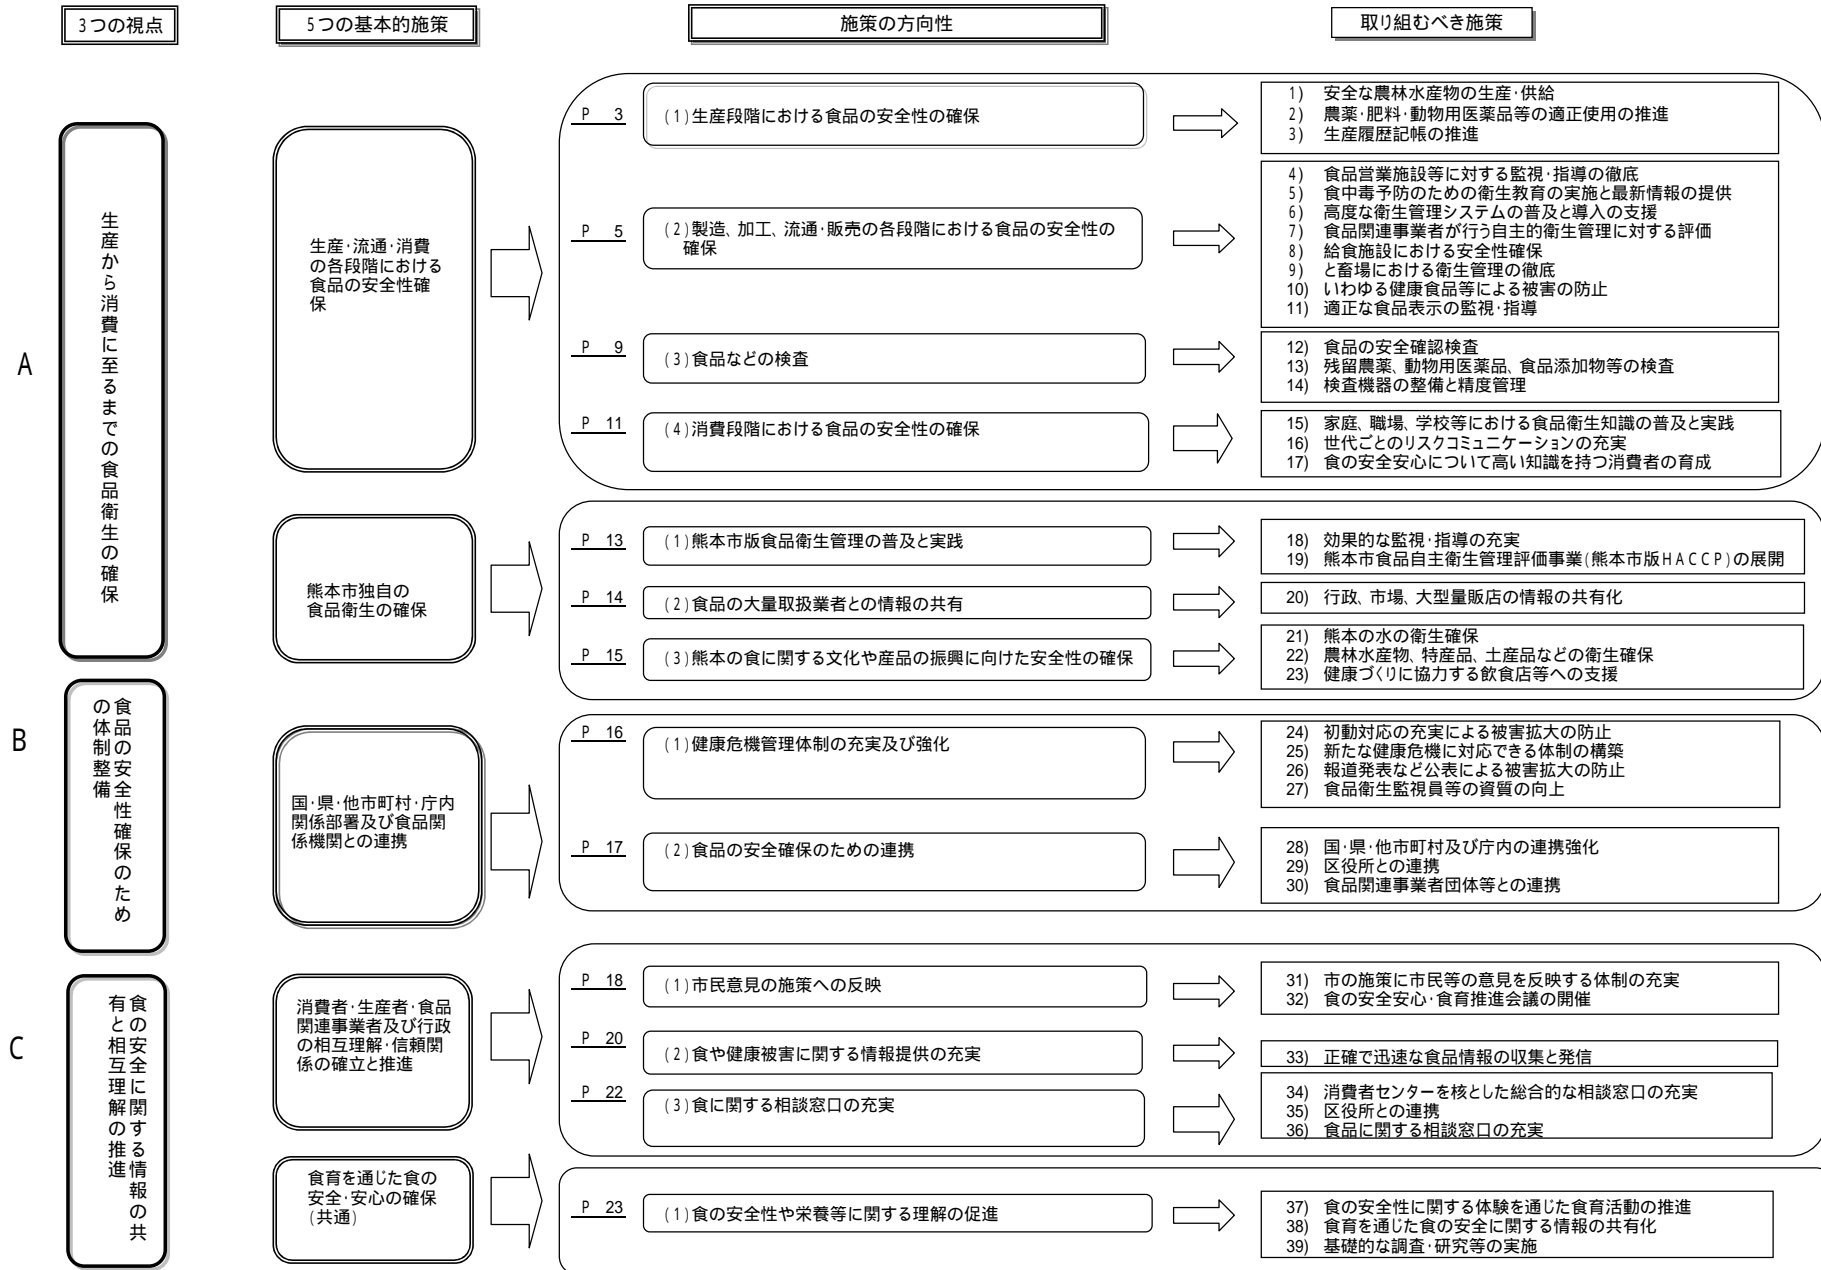 3つの視点
5つの基本的施策
施策の方向性
取り組むべき施策
A
生産から消費に至るまでの食品衛生の確保
生産・流通・消費
の各段階における
食品の安全性確
保
P 3
(1)生産段階における食品の安全性の確保
1) 安全な農林水産物の生産・供給
2) 農薬・肥料・動物用医薬品等の適正使用の推進
3) 生産履歴記帳の推進
P 5
(2)製造、加工、流通・販売の各段階における食品の安全性の
確保
4) 食品営業施設等に対する監視・指導の徹底
5) 食中毒予防のための衛生教育の実施と最新情報の提供
6) 高度な衛生管理システムの普及と導入の支援
7) 食品関連事業者が行う自主的衛生管理に対する評価
8) 給食施設における安全性確保
9) と畜場における衛生管理の徹底
10) いわゆる健康食品等による被害の防止
11) 適正な食品表示の監視・指導
P 9
(3)食品などの検査
12) 食品の安全確認検査
13) 残留農薬、動物用医薬品、食品添加物等の検査
14) 検査機器の整備と精度管理
P 11
(4)消費段階における食品の安全性の確保
15) 家庭、職場、学校等における食品衛生知識の普及と実践
16) 世代ごとのリスクコミュニケーションの充実
17) 食の安全安心について高い知識を持つ消費者の育成
熊本市独自の
食品衛生の確保
P 13
(1)熊本市版食品衛生管理の普及と実践
18) 効果的な監視・指導の充実
19) 熊本市食品自主衛生管理評価事業(熊本市版HACCP)の展開
P 14
(2)食品の大量取扱業者との情報の共有
20) 行政、市場、大型量販店の情報の共有化
P 15
(3)熊本の食に関する文化や産品の振興に向けた安全性の確保
21) 熊本の水の衛生確保
22) 農林水産物、特産品、土産品などの衛生確保
23) 健康づくりに協力する飲食店等への支援
B
食品の安全性確保のため
の体制整備
国・県・他市町村・庁内
関係部署及び食品関
係機関との連携
P 16
(1)健康危機管理体制の充実及び強化
24) 初動対応の充実による被害拡大の防止
25) 新たな健康危機に対応できる体制の構築
26) 報道発表など公表による被害拡大の防止
27) 食品衛生監視員等の資質の向上
P 17
(2)食品の安全確保のための連携
28) 国・県・他市町村及び庁内の連携強化
29) 区役所との連携
30) 食品関連事業者団体等との連携
C
食の安全に関する情報の共
有と相互理解の推進
消費者・生産者・食品
関連事業者及び行政
の相互理解・信頼関
係の確立と推進
P 18
(1)市民意見の施策への反映
31) 市の施策に市民等の意見を反映する体制の充実
32) 食の安全安心・食育推進会議の開催
P 20
(2)食や健康被害に関する情報提供の充実
33) 正確で迅速な食品情報の収集と発信
P 22
(3)食に関する相談窓口の充実
34) 消費者センターを核とした総合的な相談窓口の充実
35) 区役所との連携
36) 食品に関する相談窓口の充実
食育を通じた食の
安全・安心の確保
(共通)
P 23
(1)食の安全性や栄養等に関する理解の促進
37) 食の安全性に関する体験を通じた食育活動の推進
38) 食育を通じた食の安全に関する情報の共有化
39) 基礎的な調査・研究等の実施